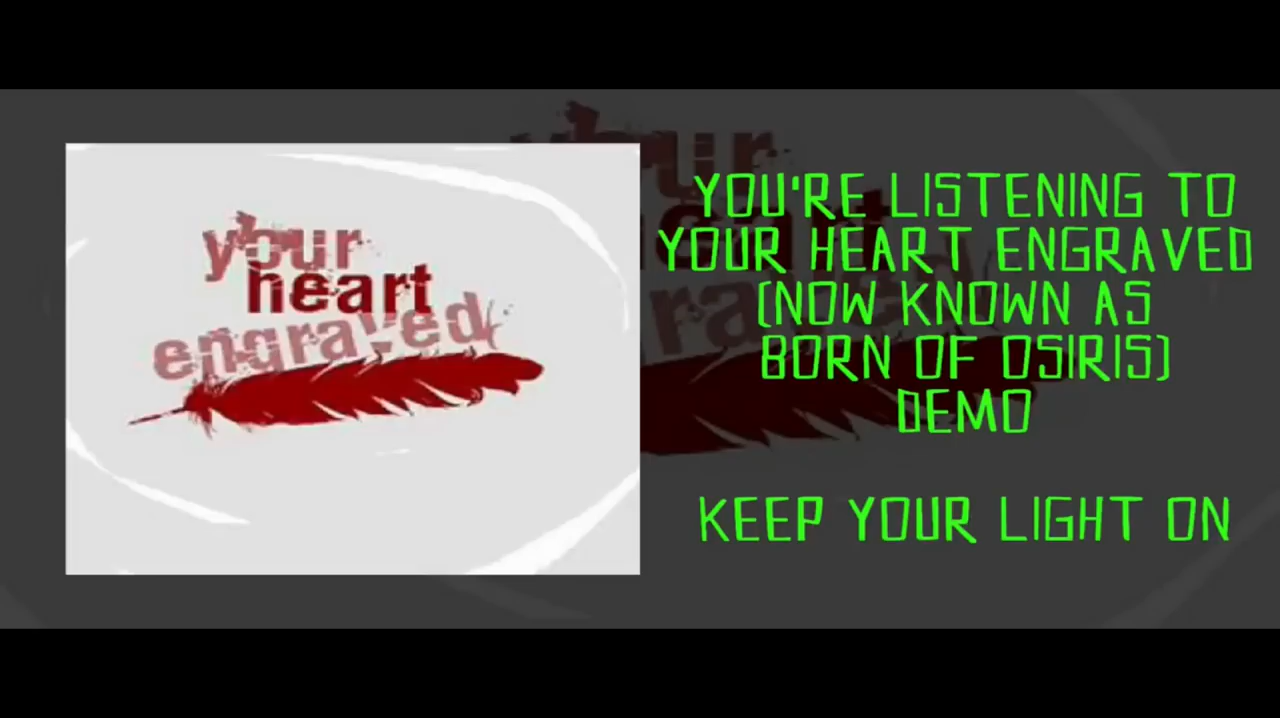 your
heart
engraved
YOU'RE LISTENING TO
YOUR HEART ENGRAVED
(NOW KNOWN AS
BORN OF OSIRIS)
DEMO
KEEP YOUR LIGHT ON